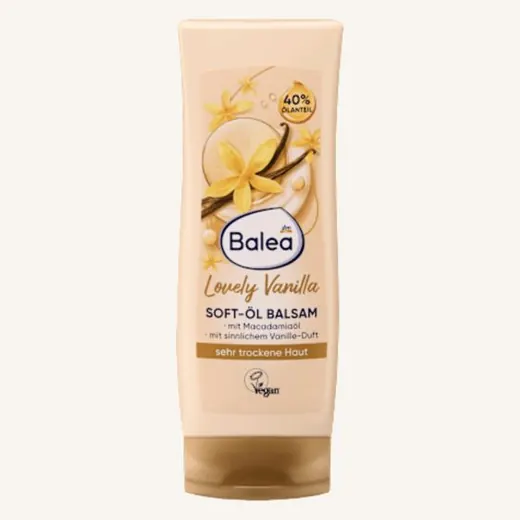 40%
ÖLANTEIL
dm
Balea
Lovely Vanilla
SOFT-ÖL BALSAM
· mit Macadamiaöl
· mit sinnlichem Vanille-Duft
sehr trockene Haut
vegan